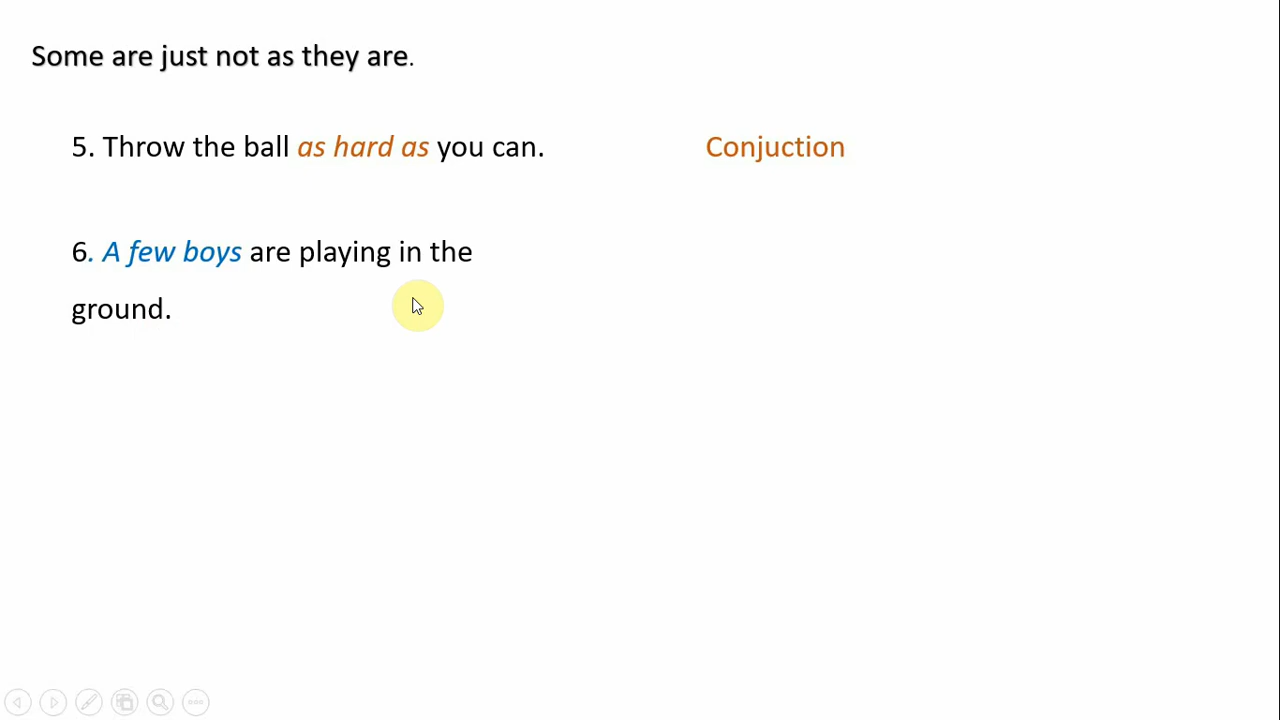 Some are just not as they are.
5. Throw the ball as hard as you can.
Conjuction
6. A few boys are playing in the
ground.